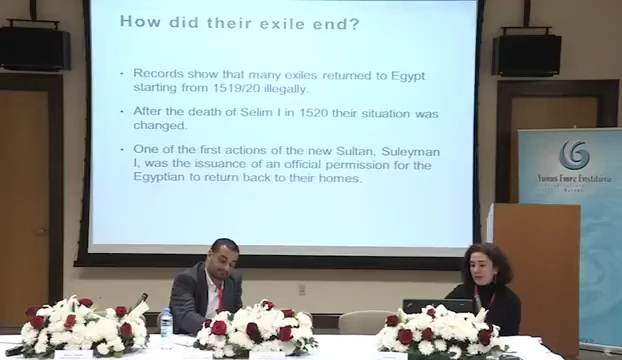 How did their exile end?
• Records show that many exiles returned to Egypt
starting from 1519/20 illegally.
• After the death of Selim I in 1520 their situation was
changed.
• One of the first actions of the new Sultan, Suleyman
I, was the issuance of an official permission for the
Egyptian to return back to their homes.
Yunus Emre Enstitüsü